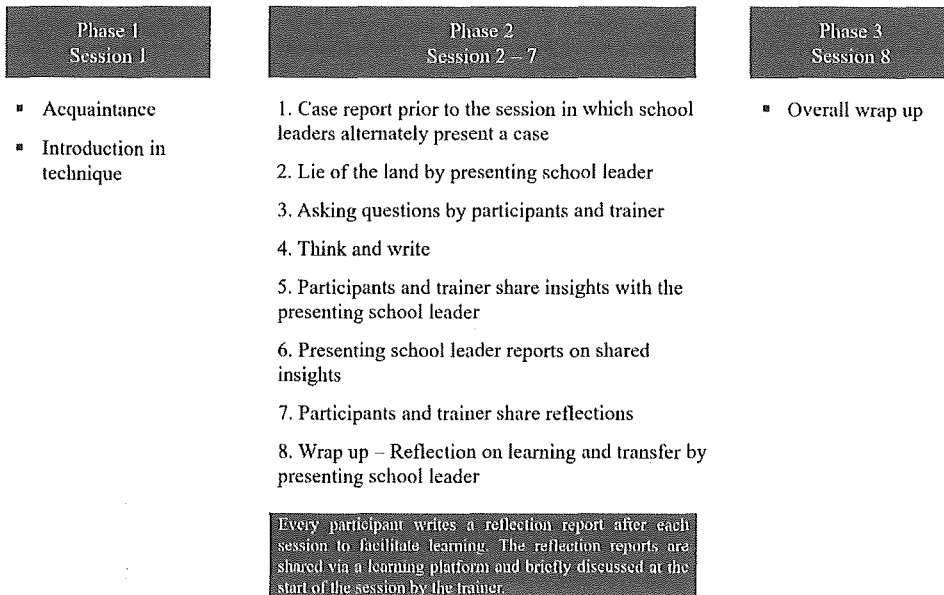 Phase 1
Session 1
▪ Acquaintance
▪ Introduction in
technique
Phase 2
Session 2 – 7
1. Case report prior to the session in which school
leaders alternately present a case
2. Lie of the land by presenting school leader
3. Asking questions by participants and trainer
4. Think and write
5. Participants and trainer share insights with the
presenting school leader
6. Presenting school leader reports on shared
insights
7. Participants and trainer share reflections
8. Wrap up – Reflection on learning and transfer by
presenting school leader
Every participant writes a reflection report after each
session to facilitate learning. The reflection reports are
shared via a learning platform and briefly discussed at the
start of the session by the trainer.
Phase 3
Session 8
▪ Overall wrap up